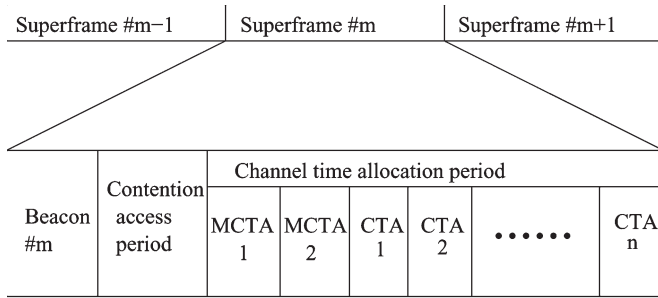 Superframe #m−1
Superframe #m
Superframe #m+1
Beacon
#m
Contention
access
period
Channel time allocation period
MCTA
1
MCTA
2
CTA
1
CTA
2
......
CTA
n